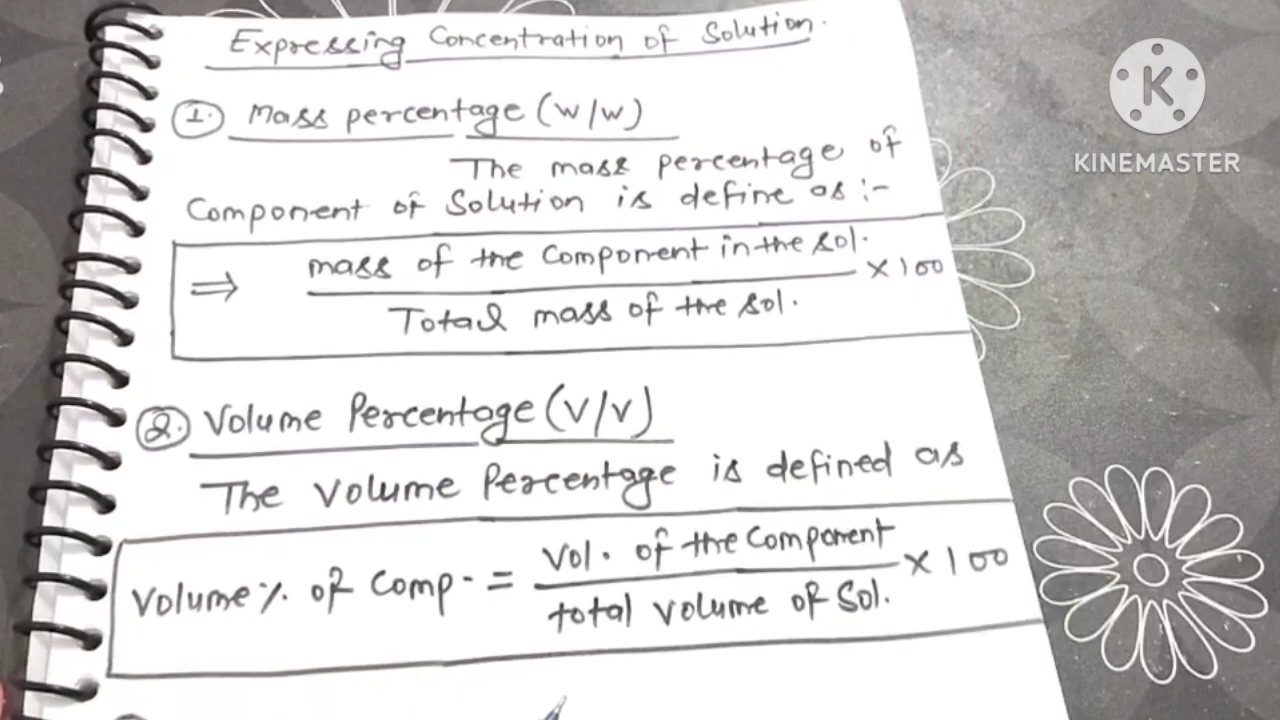 Expressing Concentration of Solution.
1. Mass percentage (w/w)
The mass percentage of
Component of Solution is define as :-
⇒ mass of the Component in the sol. × 100
Total mass of the sol.
2. Volume Percentage (V/V)
The Volume Percentage is defined as
Volume % of Comp. = Vol. of the Component × 100
total volume of Sol.
K
KINEMASTER